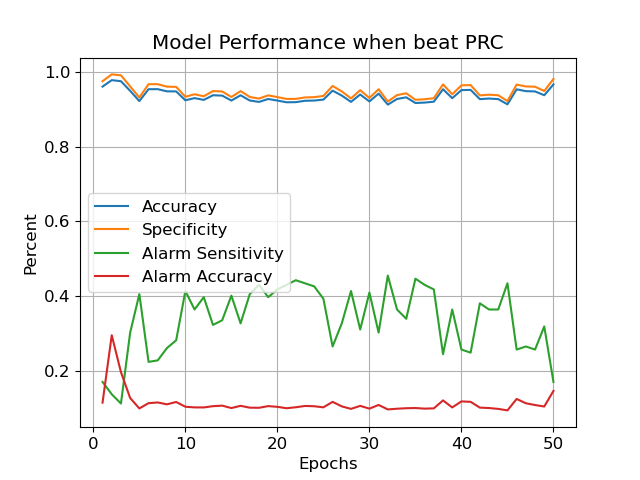 Model Performance when beat PRC
1.0
0.8
0.6
0.4
0.2
Percent
Accuracy
Specificity
Alarm Sensitivity
Alarm Accuracy
0 10 20 30 40 50
Epochs